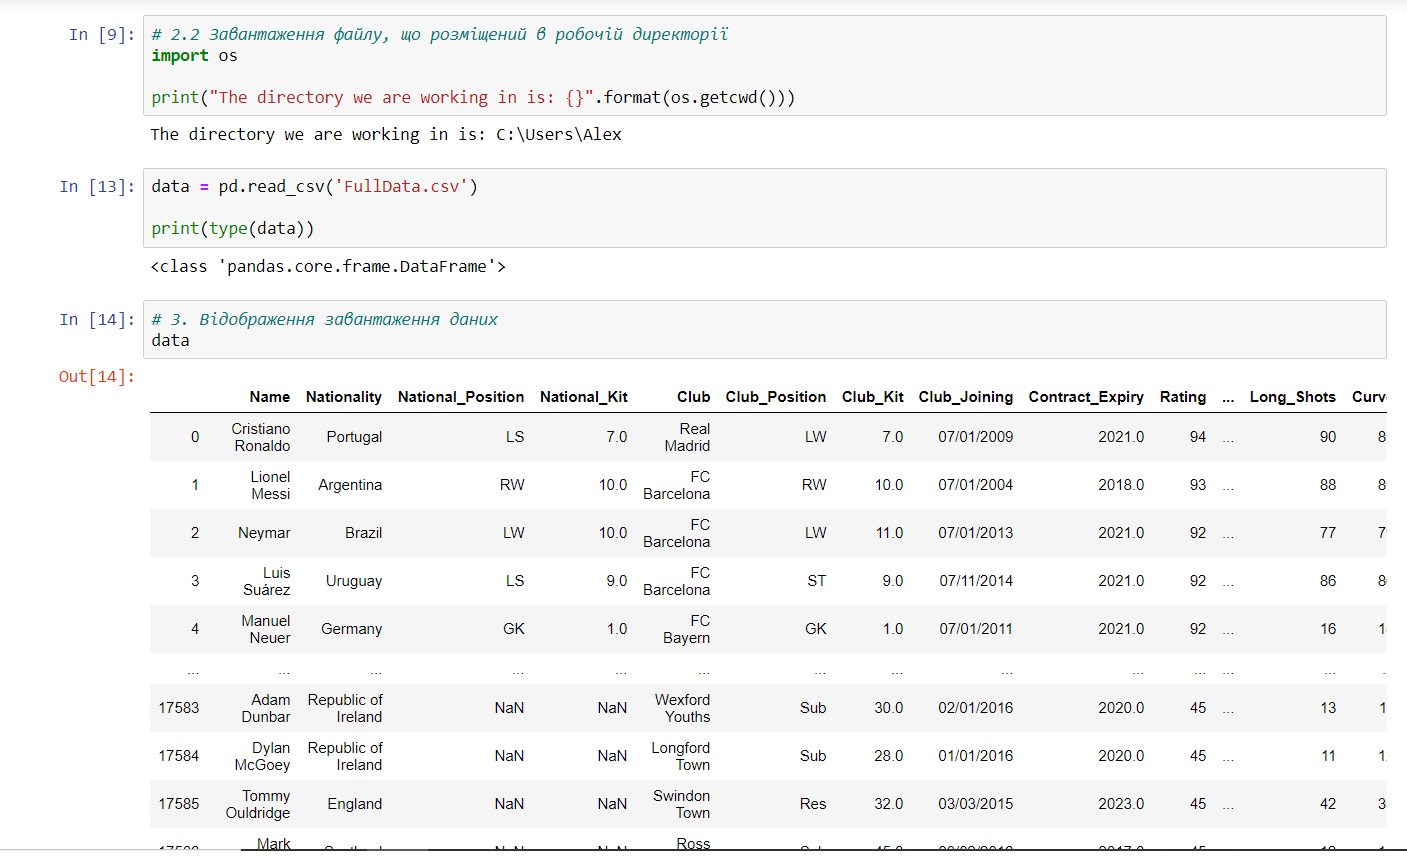 In [9]: # 2.2 Завантаження файлу, що розміщений в робочій директорії
import os
print("The directory we are working in is: {}".format(os.getcwd()))
The directory we are working in is: C:\Users\Alex
In [13]: data = pd.read_csv('FullData.csv')
print(type(data))
<class 'pandas.core.frame.DataFrame'>
In [14]: # 3. Відображення завантаження даних
data
Out[14]:
Name Nationality National_Position National_Kit Club Club_Position Club_Kit Club_Joining Contract_Expiry Rating ... Long_Shots
0 Cristiano Ronaldo Portugal LS 7.0 Real Madrid LW 7.0 07/01/2009 2021.0 94 ... 90
1 Lionel Messi Argentina RW 10.0 FC Barcelona RW 10.0 07/01/2004 2018.0 93 ... 88
2 Neymar Brazil LW 10.0 FC Barcelona LW 11.0 07/01/2013 2021.0 92 ... 77
3 Luis Suárez Uruguay LS 9.0 FC Barcelona ST 9.0 07/11/2014 2021.0 92 ... 86
4 Manuel Neuer Germany GK 1.0 FC Bayern GK 1.0 07/01/2011 2021.0 92 ... 16
... ... ... ... ... ... ... ... ... ... ... ...
17583 Adam Dunbar Republic of Ireland NaN NaN Wexford Youths Sub 30.0 02/01/2016 2020.0 45 ... 13
17584 Dylan McGoey Republic of Ireland NaN NaN Longford Town Sub 28.0 01/01/2016 2020.0 45 ... 11
17585 Tommy Ouldridge England NaN NaN Swindon Town Res 32.0 03/03/2015 2023.0 45 ... 42
Mark Ross